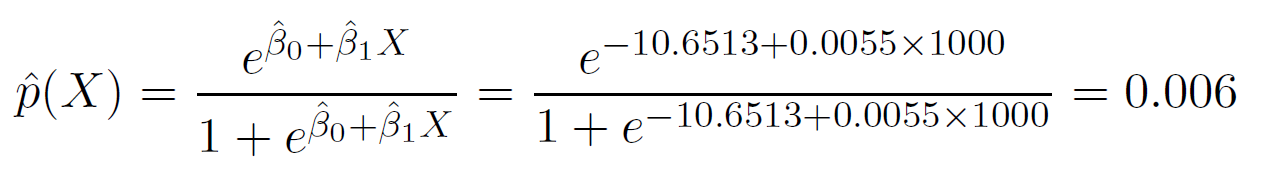 p̂(X) = e^{β̂₀+β̂₁X} / (1 + e^{β̂₀+β̂₁X}) = e^{−10.6513+0.0055×1000} / (1 + e^{−10.6513+0.0055×1000}) = 0.006